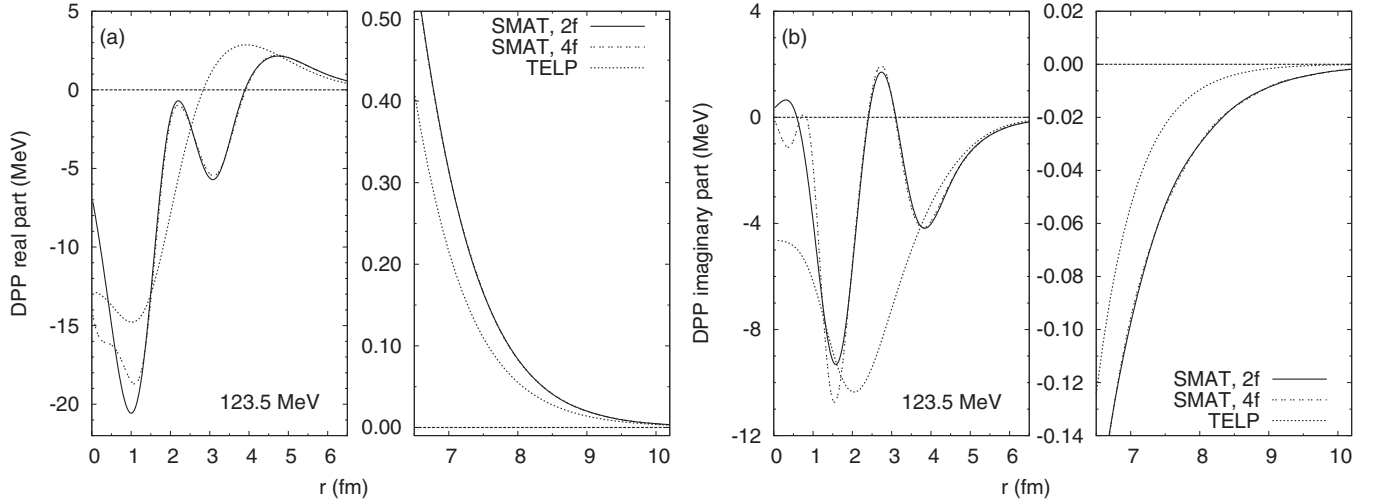 (a)
DPP real part (MeV)
5
0
-5
-10
-15
-20
123.5 MeV
0 1 2 3 4 5 6
SMAT, 2f
SMAT, 4f
TELP
0.50
0.40
0.30
0.20
0.10
0.00
7 8 9 10
r (fm)
(b)
DPP imaginary part (MeV)
4
0
-4
-8
-12
123.5 MeV
0 1 2 3 4 5 6
0.02
0.00
-0.02
-0.04
-0.06
-0.08
-0.10
-0.12
-0.14
SMAT, 2f
SMAT, 4f
TELP
7 8 9 10
r (fm)